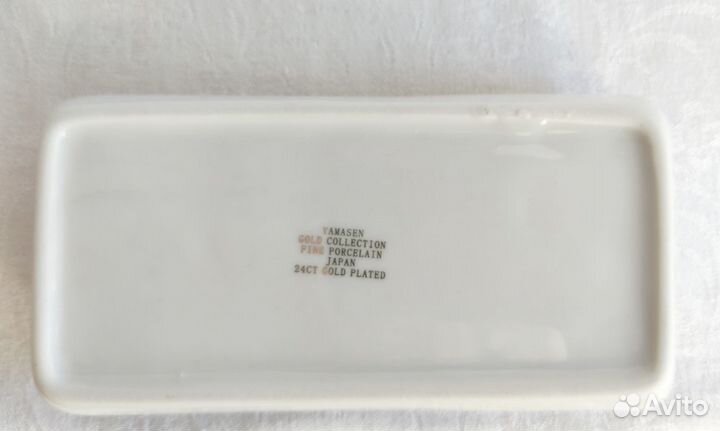 YAMASEN
GOLD COLLECTION
FINE PORCELAIN
JAPAN
24CT GOLD PLATED
Avito